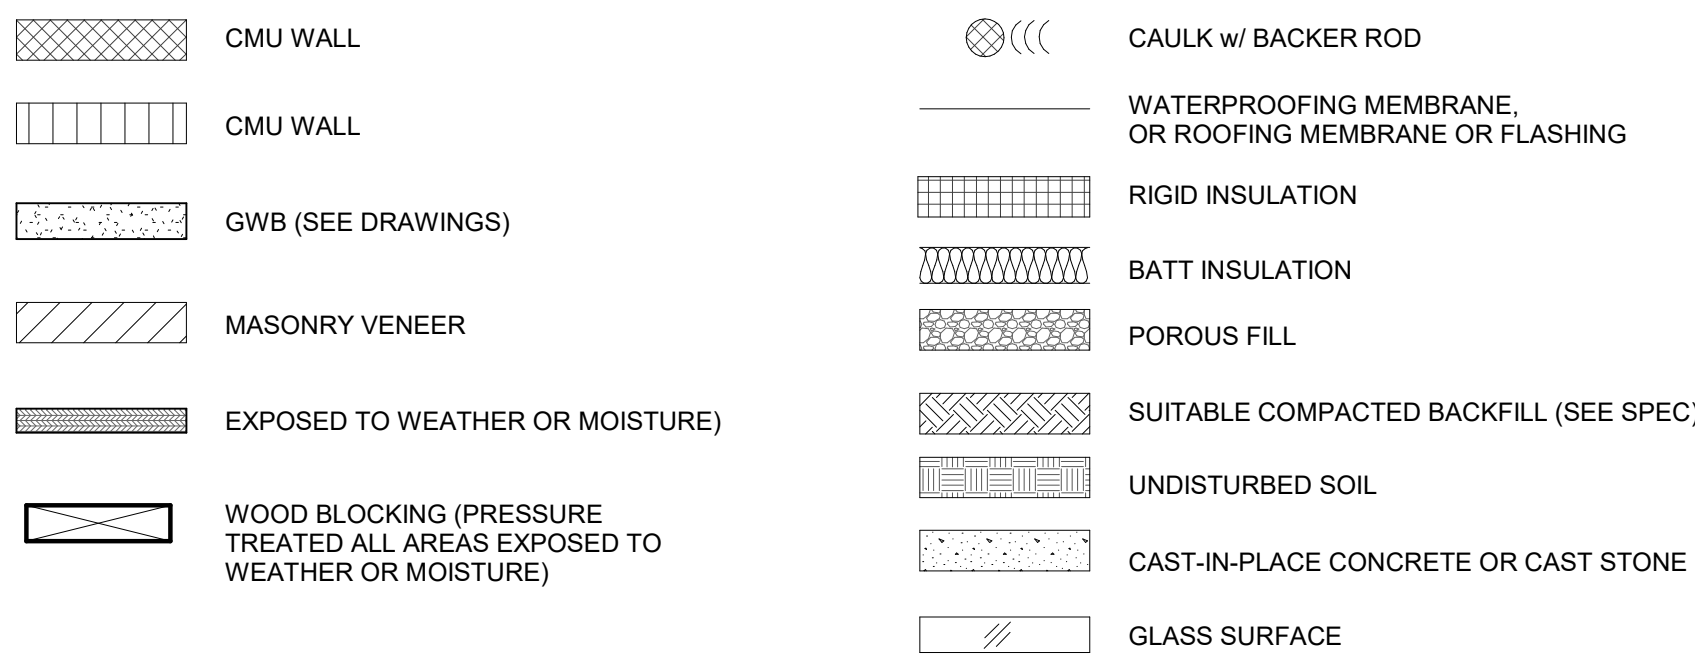 CMU WALL
CMU WALL
GWB (SEE DRAWINGS)
MASONRY VENEER
EXPOSED TO WEATHER OR MOISTURE)
WOOD BLOCKING (PRESSURE
TREATED ALL AREAS EXPOSED TO
WEATHER OR MOISTURE)
CAULK w/ BACKER ROD
WATERPROOFING MEMBRANE,
OR ROOFING MEMBRANE OR FLASHING
RIGID INSULATION
BATT INSULATION
POROUS FILL
SUITABLE COMPACTED BACKFILL (SEE SPEC)
UNDISTURBED SOIL
CAST-IN-PLACE CONCRETE OR CAST STONE
GLASS SURFACE